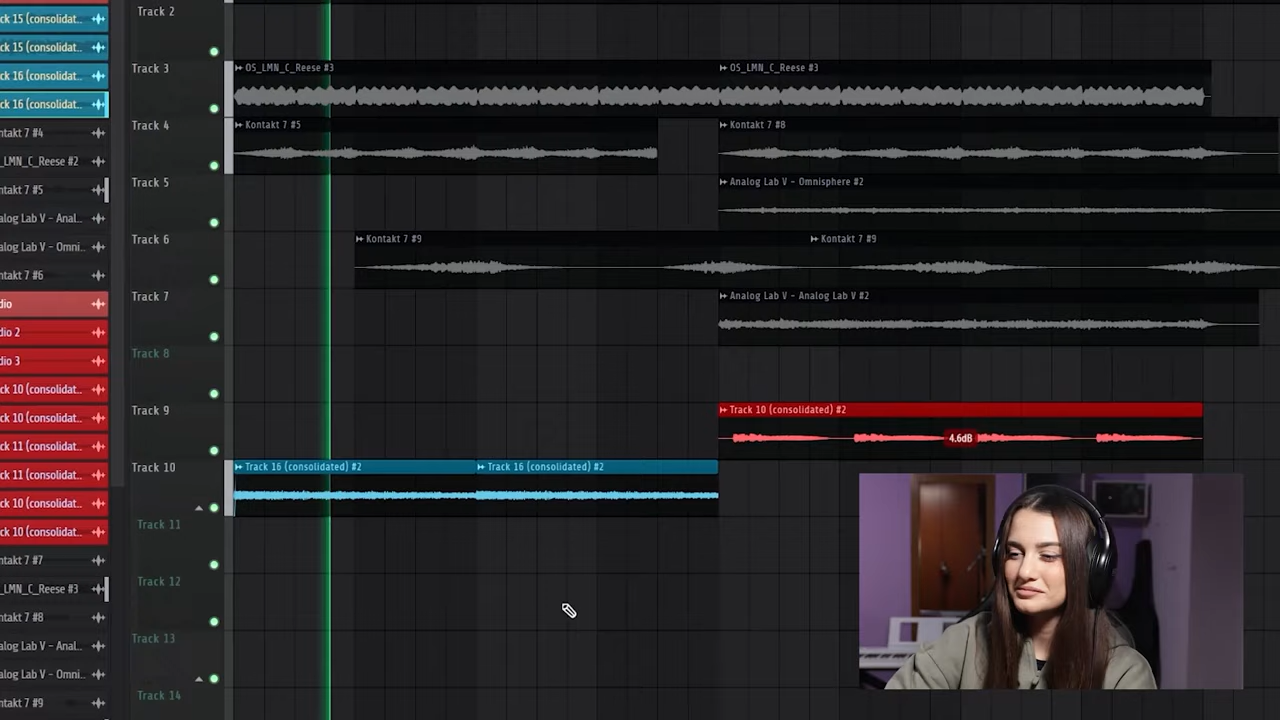 ck 15 (consolidat..
ck 15 (consolidat..
ck 16 (consolidat..
ck 16 (consolidat..
ntakt 7 #4
_LMN_C_Reese #2
ntakt 7 #5
alog Lab V - Anal..
alog Lab V - Omni..
ntakt 7 #6
dio
dio 2
dio 3
ck 10 (consolidat..
ck 10 (consolidat..
ck 11 (consolidat..
ck 11 (consolidat..
ck 10 (consolidat..
ck 10 (consolidat..
ntakt 7 #7
_LMN_C_Reese #3
ntakt 7 #8
alog Lab V - Anal..
alog Lab V - Omni..
ntakt 7 #9
Track 2
Track 3
OS_LMN_C_Reese #3
OS_LMN_C_Reese #3
Track 4
Kontakt 7 #5
Kontakt 7 #8
Track 5
Analog Lab V - Omnisphere #2
Track 6
Kontakt 7 #9
Kontakt 7 #9
Track 7
Analog Lab V - Analog Lab V #2
Track 8
Track 9
Track 10 (consolidated) #2
4.6dB
Track 10
Track 16 (consolidated) #2
Track 16 (consolidated) #2
Track 11
Track 12
Track 13
Track 14